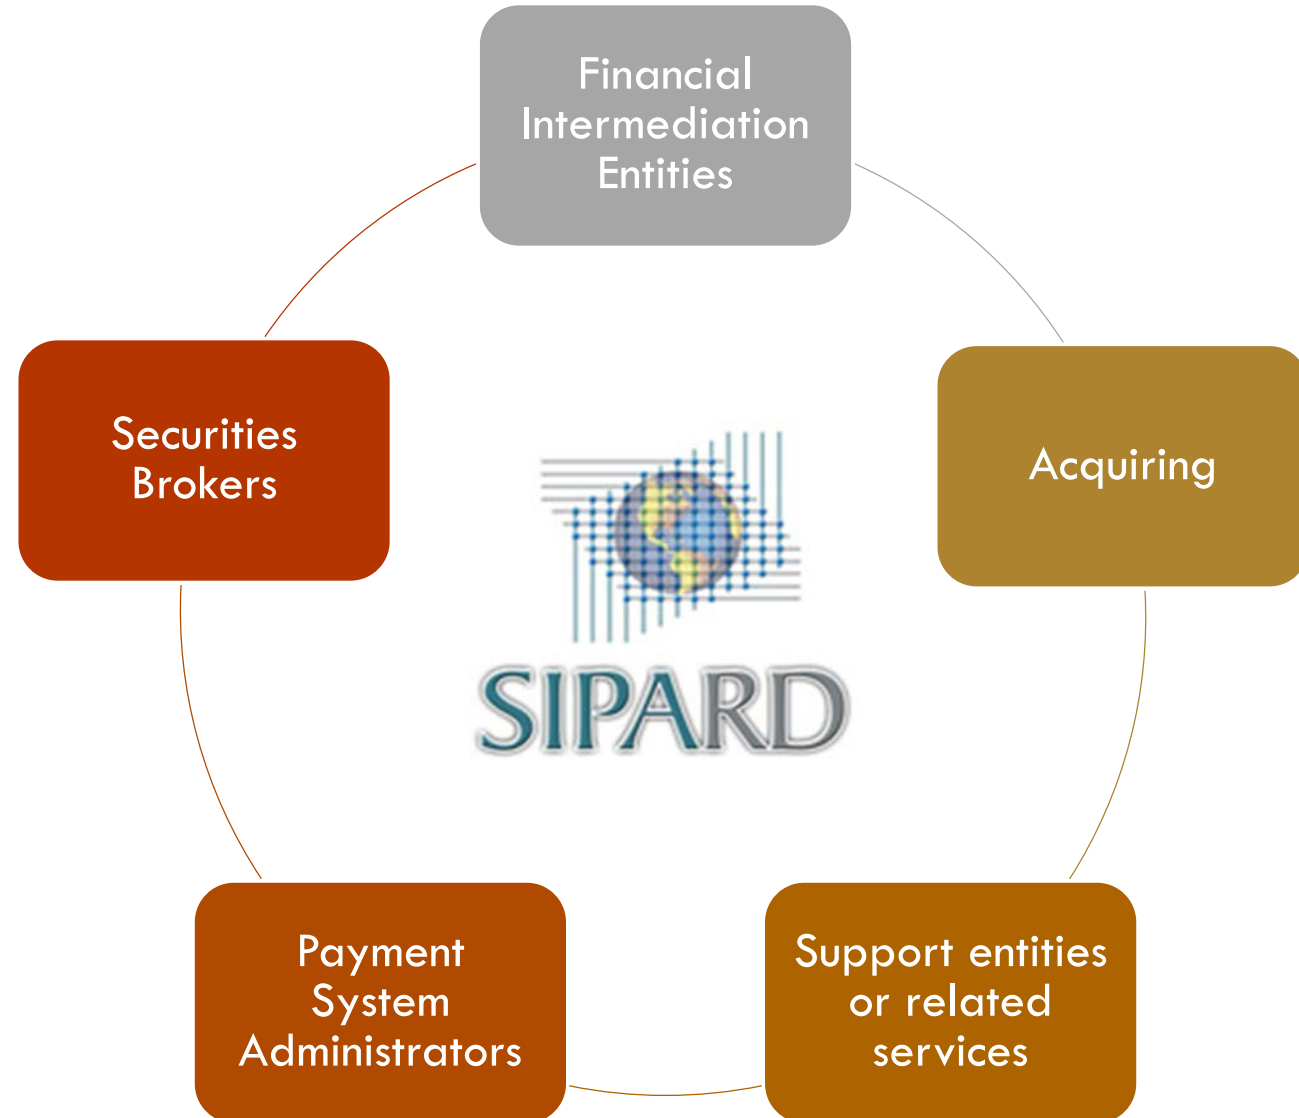 Financial
Intermediation
Entities
Securities
Brokers
Acquiring
SIPARD
Payment
System
Administrators
Support entities
or related
services